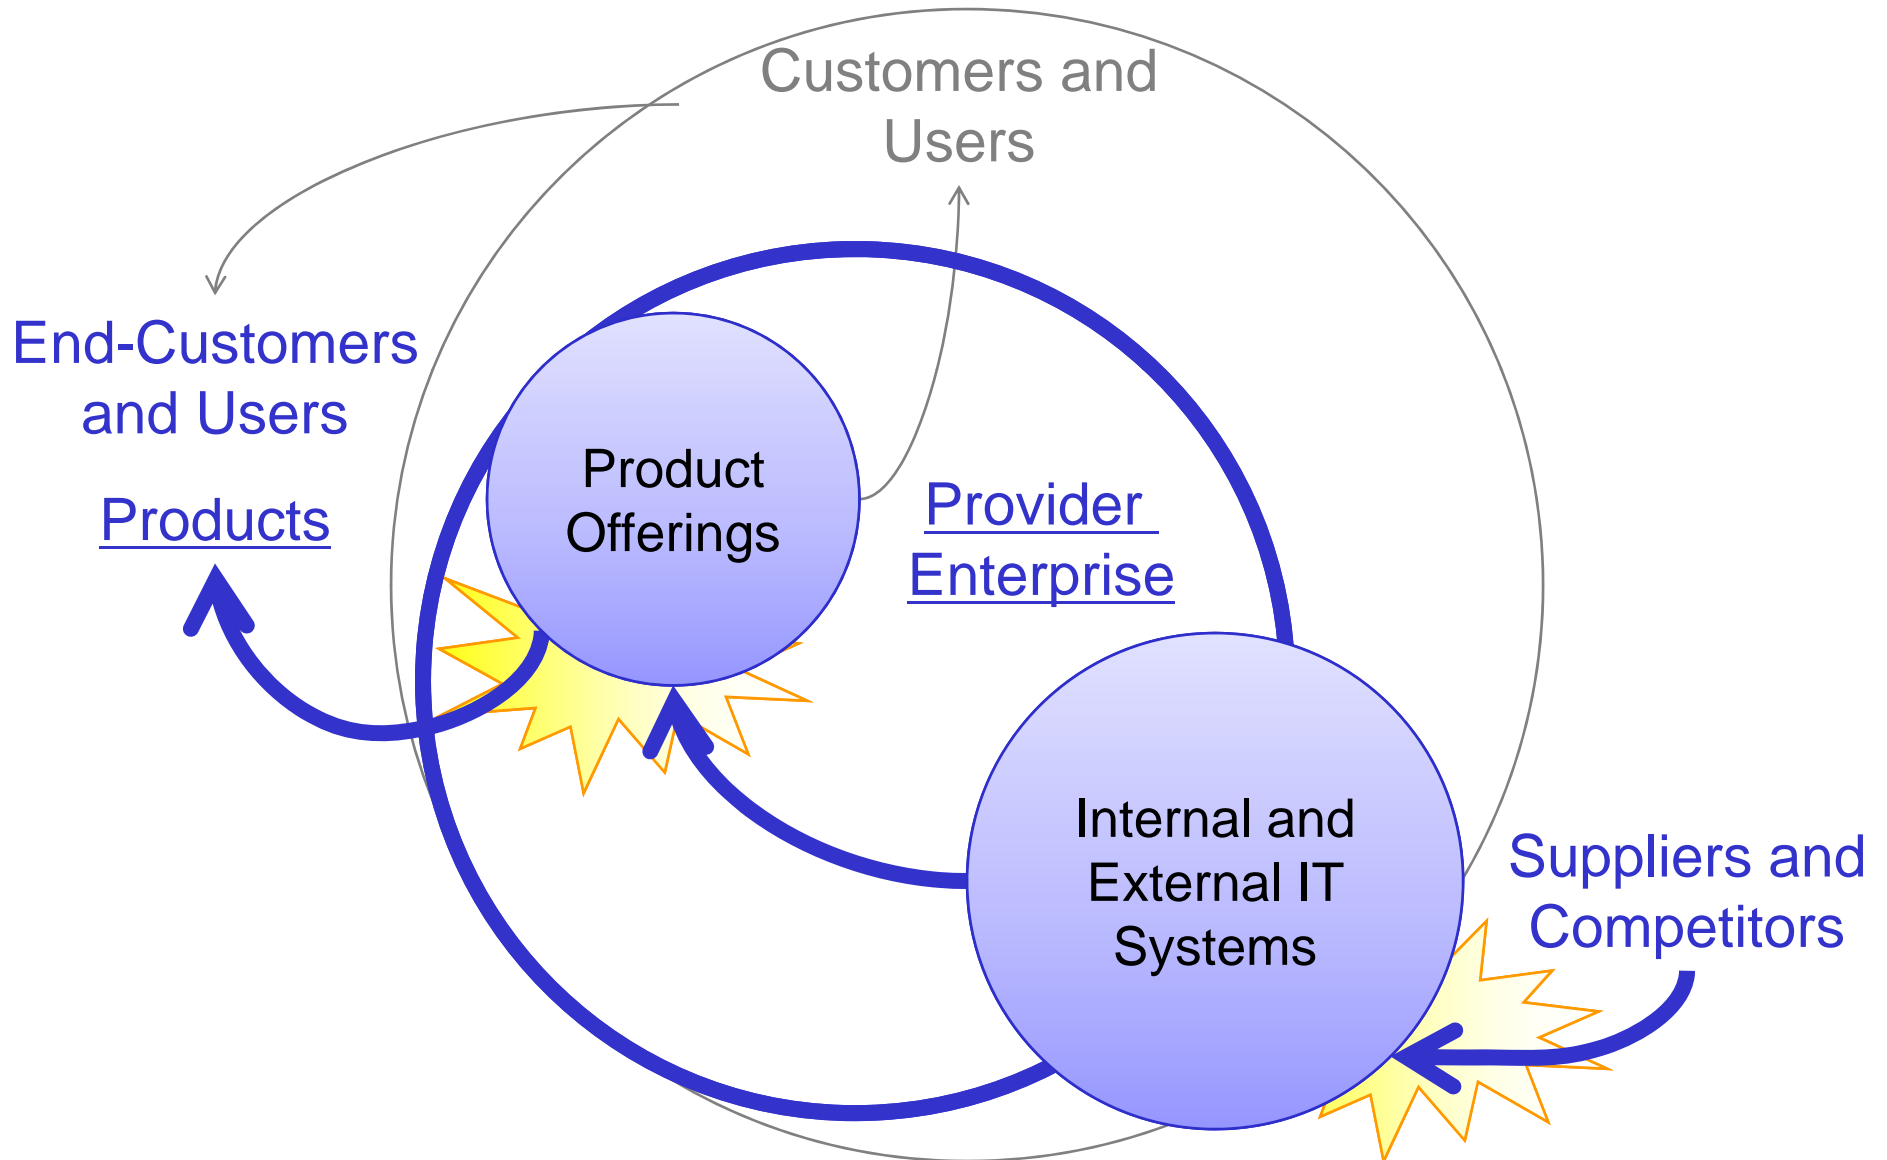 Customers and
Users
End-Customers
and Users
Products
Product
Offerings
Provider
Enterprise
Internal and
External IT
Systems
Suppliers and
Competitors